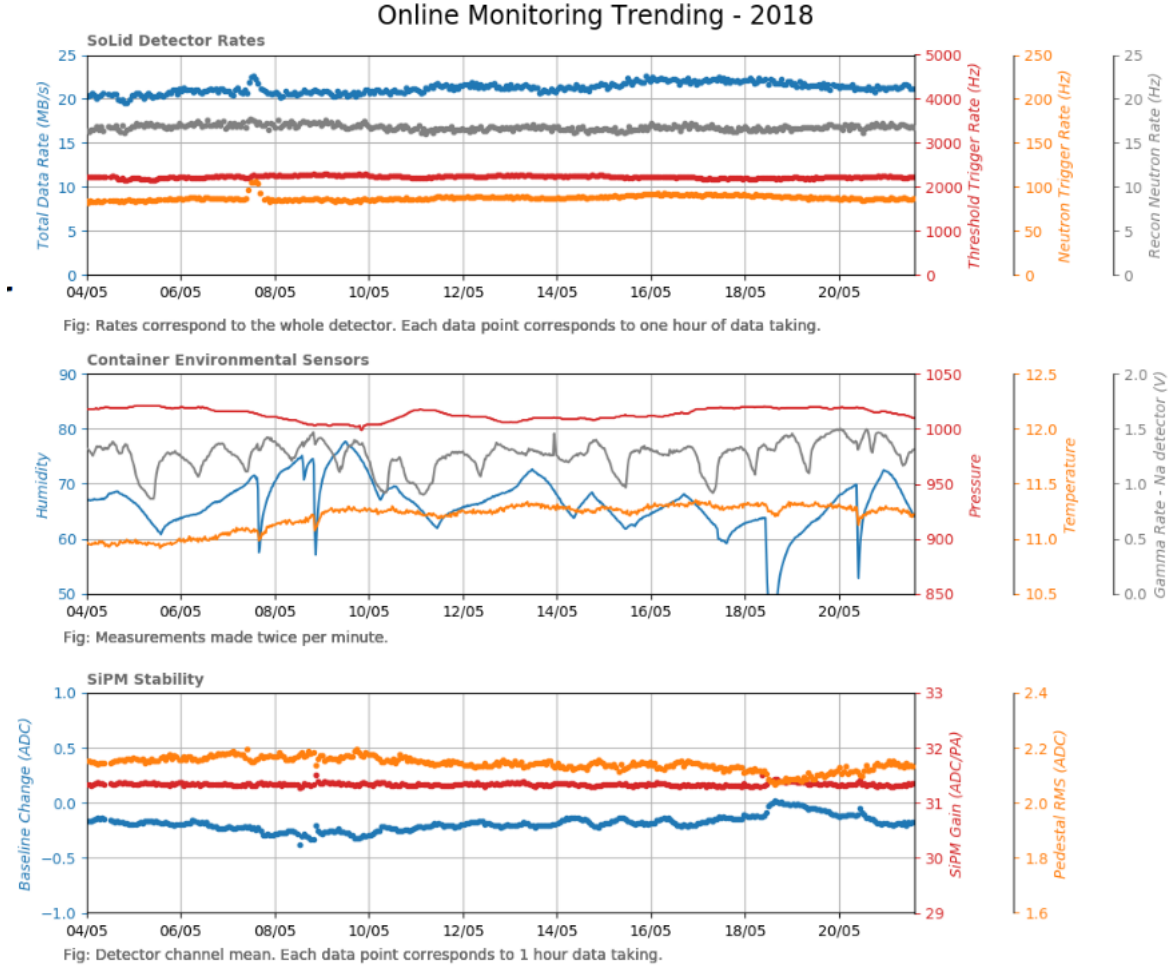 Online Monitoring Trending - 2018
SoLid Detector Rates
25
20
15
10
5
0
Total Data Rate (MB/s)
5000
4000
3000
2000
1000
0
Threshold Trigger Rate (Hz)
250
200
150
100
50
0
Neutron Trigger Rate (Hz)
25
20
15
10
5
0
Recon Neutron Rate (Hz)
04/05 06/05 08/05 10/05 12/05 14/05 16/05 18/05 20/05
Fig: Rates correspond to the whole detector. Each data point corresponds to one hour of data taking.
Container Environmental Sensors
90
80
70
60
50
Humidity
1050
1000
950
900
850
Pressure
12.5
12.0
11.5
11.0
10.5
Temperature
2.0
1.5
1.0
0.5
0.0
Gamma Rate - Na detector (V)
04/05 06/05 08/05 10/05 12/05 14/05 16/05 18/05 20/05
Fig: Measurements made twice per minute.
SiPM Stability
1.0
0.5
0.0
−0.5
−1.0
Baseline Change (ADC)
33
32
31
30
29
SiPM Gain (ADC/PA)
2.4
2.2
2.0
1.8
1.6
Pedestal RMS (ADC)
04/05 06/05 08/05 10/05 12/05 14/05 16/05 18/05 20/05
Fig: Detector channel mean. Each data point corresponds to 1 hour data taking.